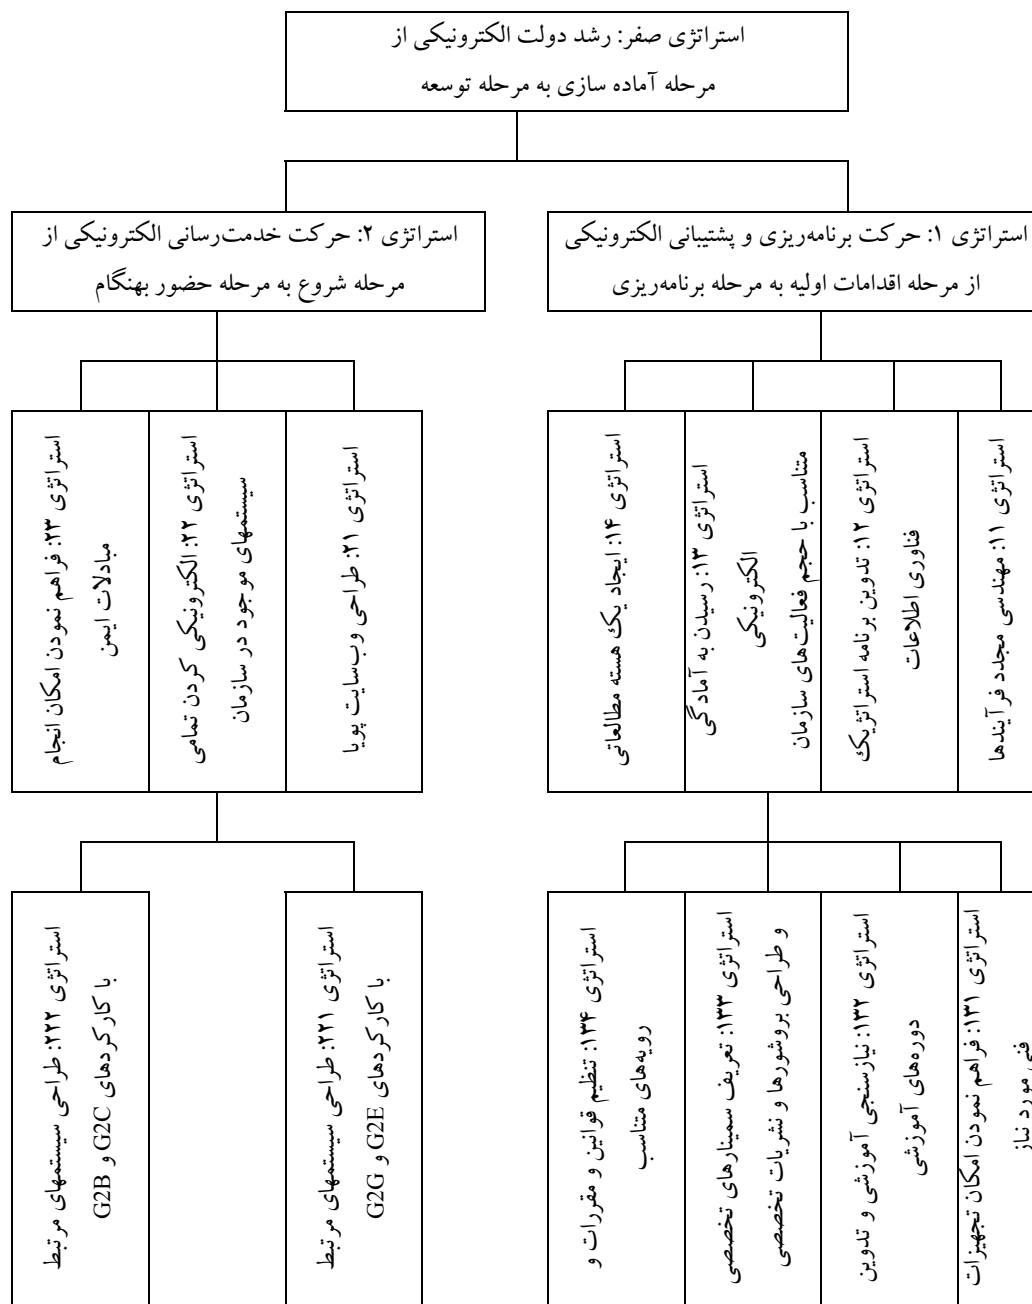 استراتژی صفر: رشد دولت الکترونیکی از
مرحله آماده سازی به مرحله توسعه
استراتژی ۱: حرکت برنامه‌ریزی و پشتیبانی الکترونیکی
از مرحله اقدامات اولیه به مرحله برنامه‌ریزی
استراتژی ۲: حرکت خدمت‌رسانی الکترونیکی از
مرحله شروع به مرحله حضور بهنگام
استراتژی ۱۱: مهندسی مجدد فرآیندها
استراتژی ۱۲: تدوین برنامه استراتژیک
فناوری اطلاعات
استراتژی ۱۳: رسیدن به آمادگی
الکترونیکی
متناسب با حجم فعالیت‌های سازمان
استراتژی ۱۴: ایجاد یک هسته مطالعاتی
استراتژی ۲۱: طراحی وب‌سایت پویا
استراتژی ۲۲: الکترونیکی کردن تمامی
سیستمهای موجود در سازمان
استراتژی ۲۳: فراهم نمودن امکان انجام
مبادلات ایمن
استراتژی ۱۳۱: فراهم نمودن امکان تجهیزات
فنی مورد نیاز
استراتژی ۱۳۲: نیازسنجی آموزشی و تدوین
دوره‌های آموزشی
استراتژی ۱۳۳: تعریف سمینارهای تخصصی
و طراحی بروشورها و نشریات تخصصی
استراتژی ۱۳۴: تنظیم قوانین و مقررات و
رویه‌های متناسب
استراتژی ۲۲۱: طراحی سیستمهای مرتبط
با کارکردهای G2E و G2G
استراتژی ۲۲۲: طراحی سیستمهای مرتبط
با کارکردهای G2C و G2B